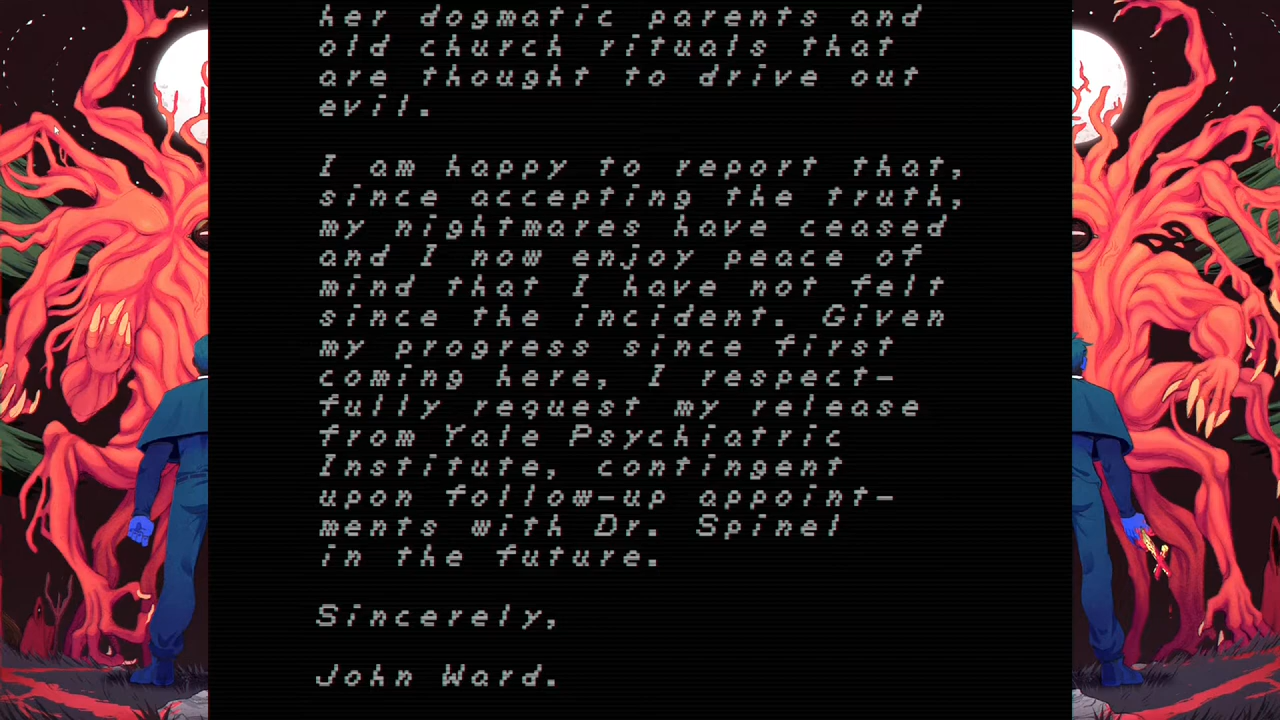 her dogmatic parents and
old church rituals that
are thought to drive out
evil.
I am happy to report that,
since accepting the truth,
my nightmares have ceased
and I now enjoy peace of
mind that I have not felt
since the incident. Given
my progress since first
coming here, I respect-
fully request my release
from Yale Psychiatric
Institute, contingent
upon follow-up appoint-
ments with Dr. Spinel
in the future.
Sincerely,
John Ward.